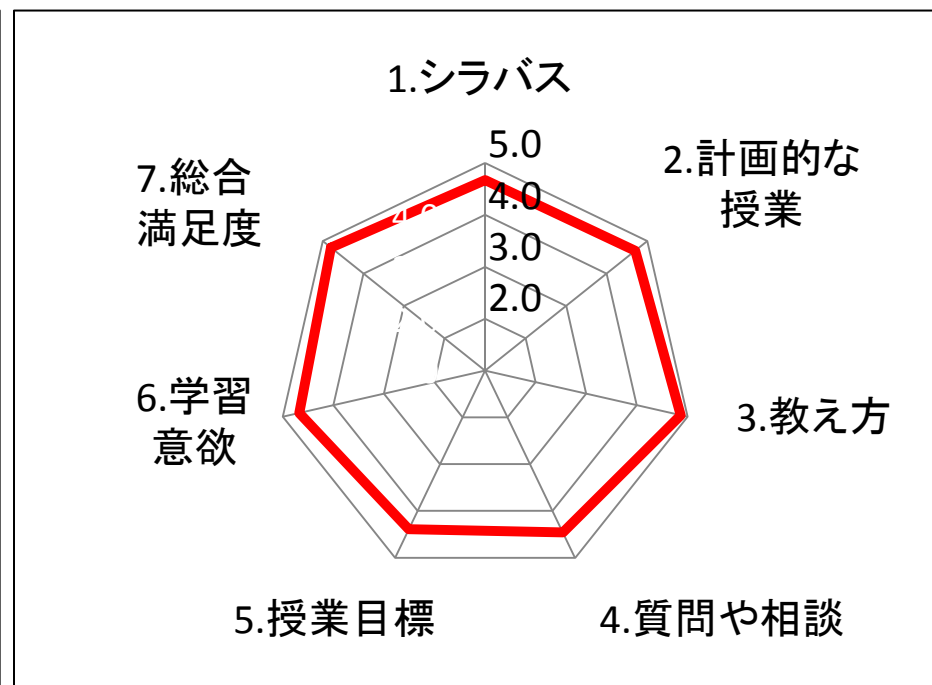 1.シラバス
5.0
4.0
3.0
2.0
2.計画的な
授業
3.教え方
4.質問や相談
5.授業目標
6.学習
意欲
7.総合
満足度